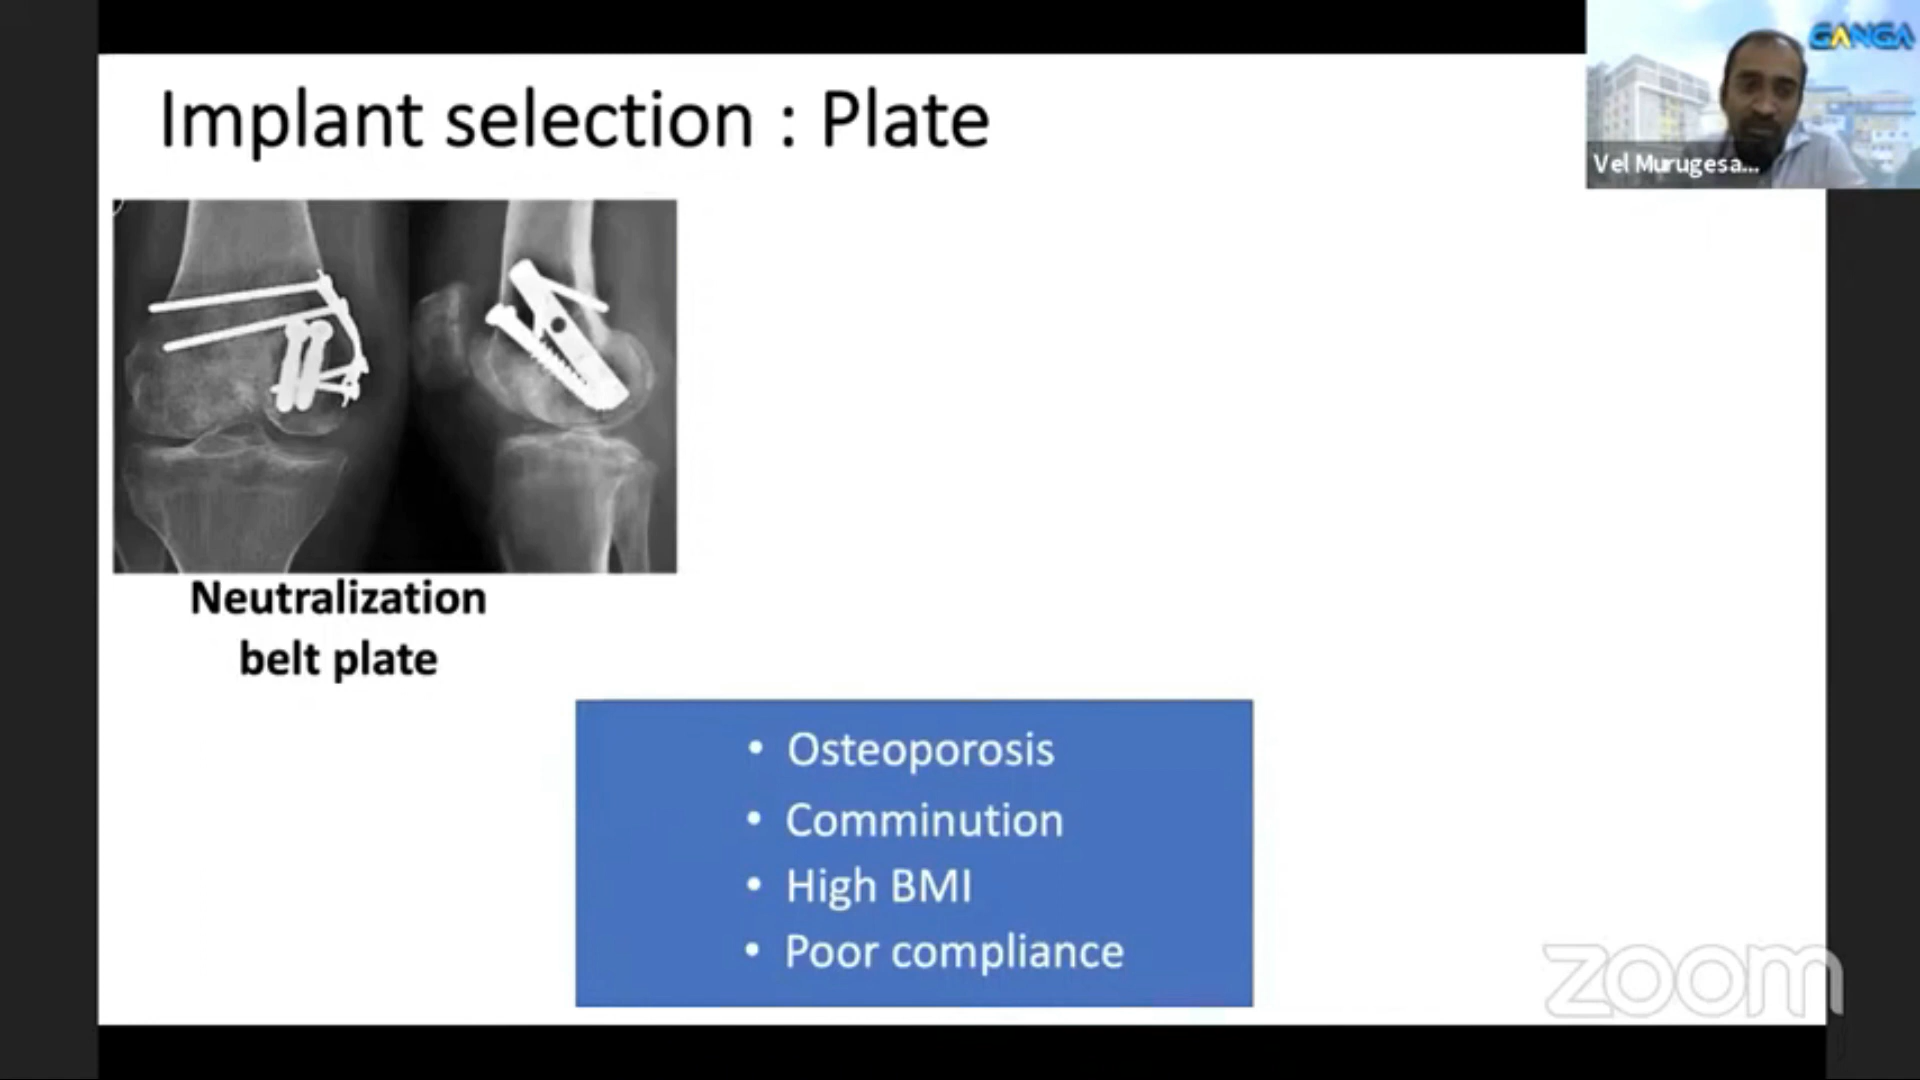 GANGA
Implant selection : Plate
Vel Murugesa...
Neutralization
belt plate
• Osteoporosis
• Comminution
• High BMI
• Poor compliance
zoom